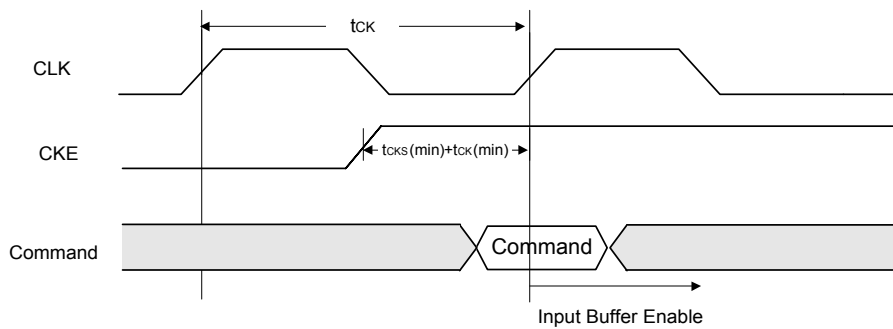 tCK
CLK
CKE
tCKS(min)+tCK(min)
Command
Command
Input Buffer Enable